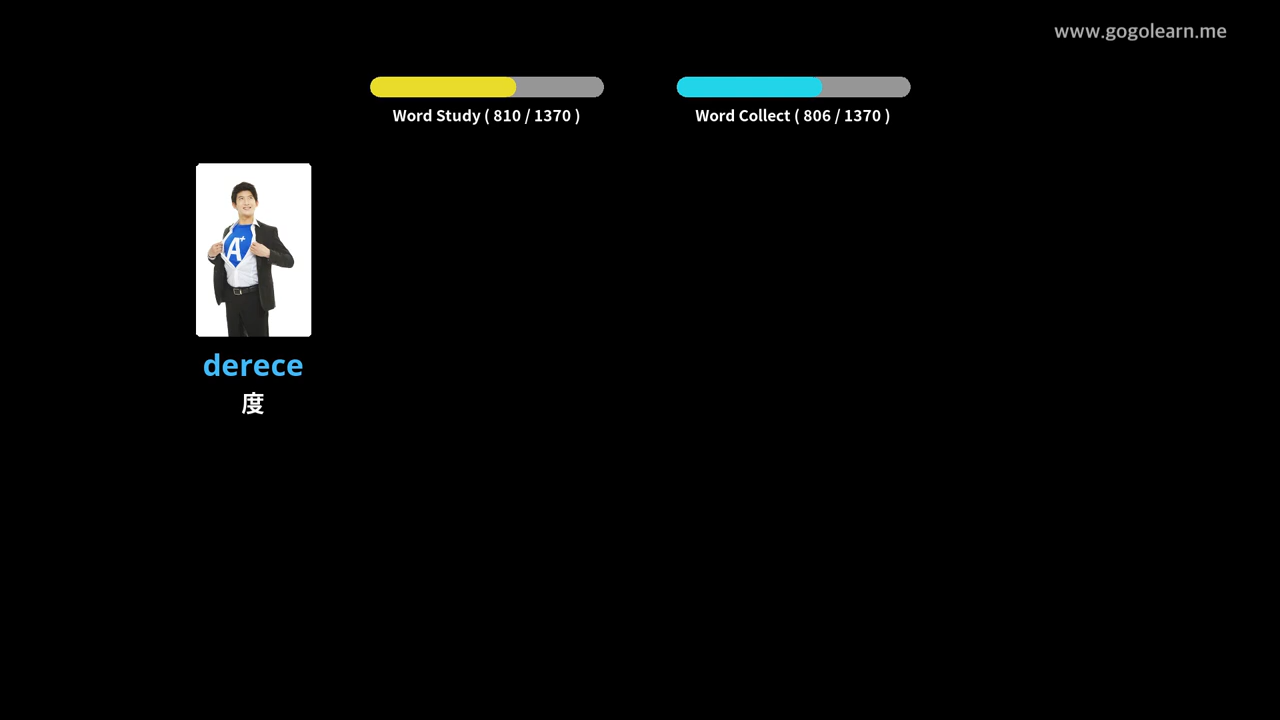 www.gogolearn.me
Word Study ( 810 / 1370 )
Word Collect ( 806 / 1370 )
A+
derece
度